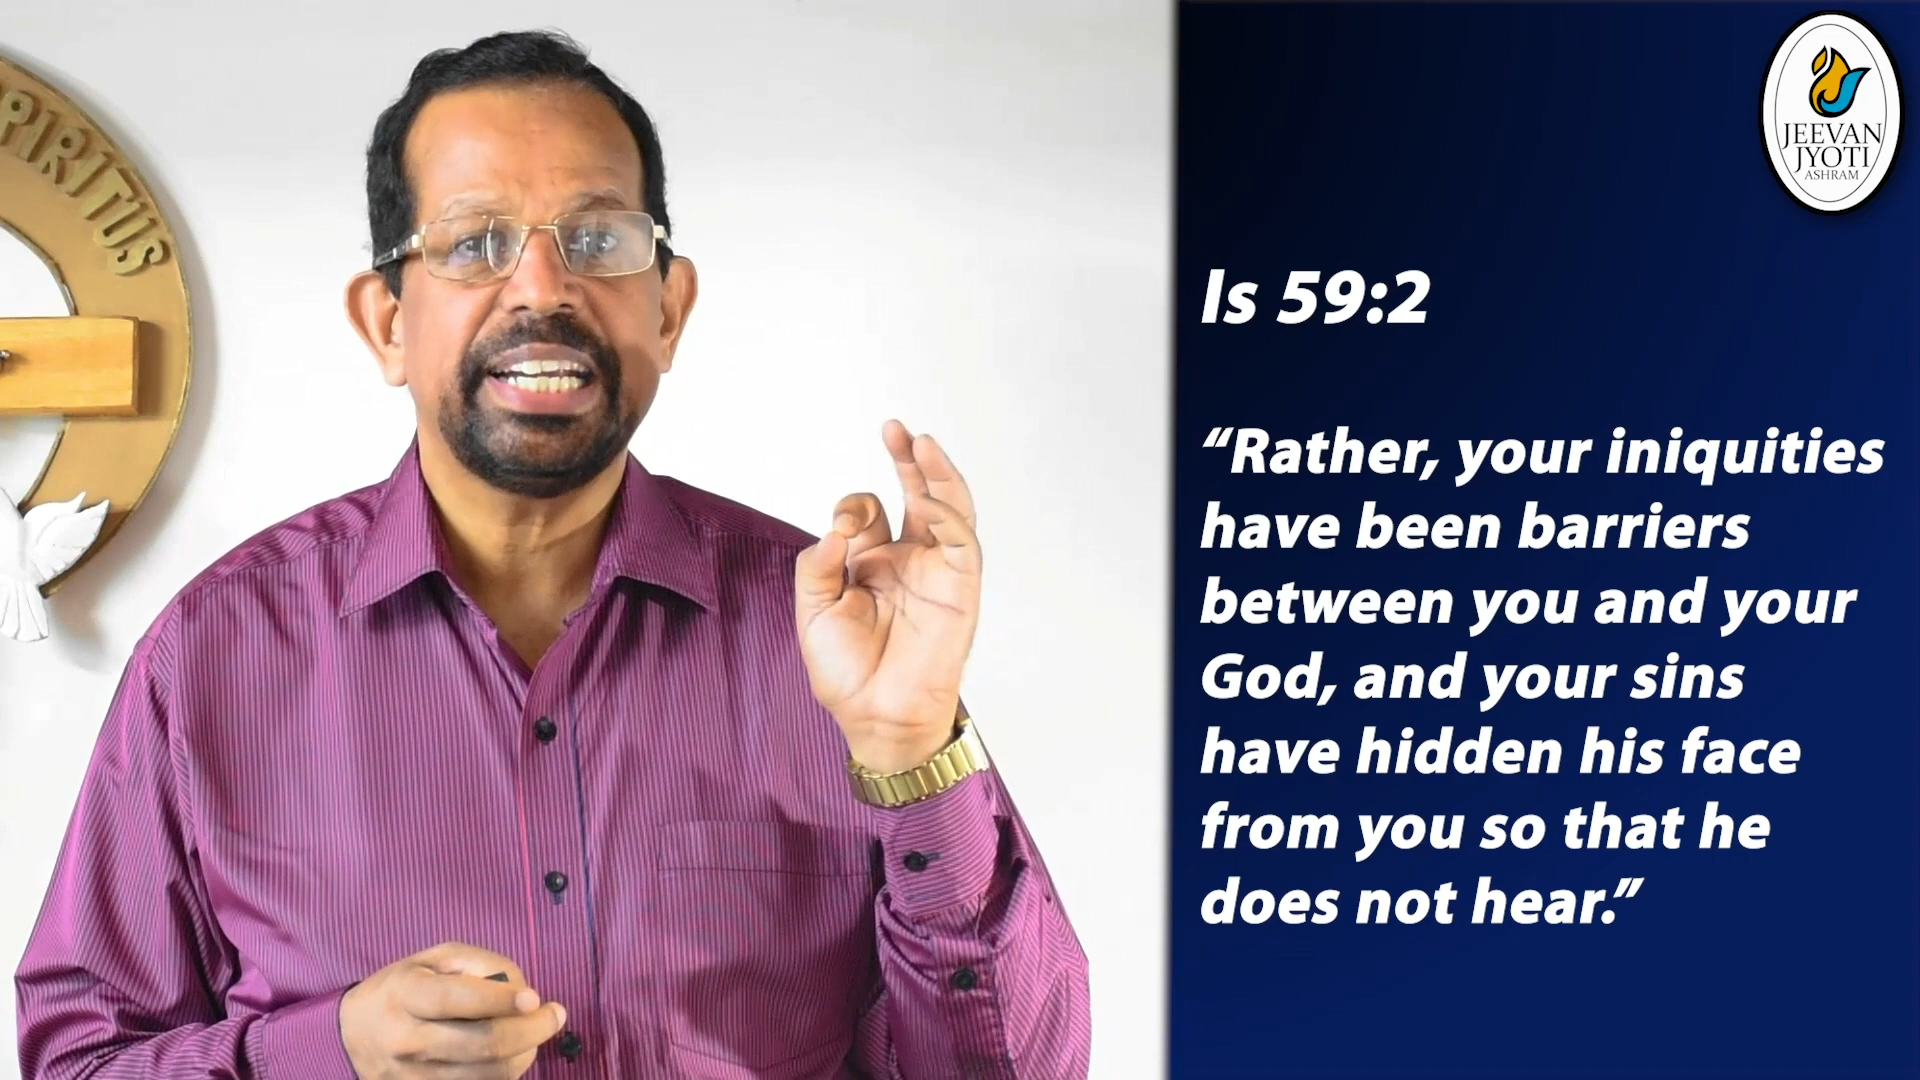 PIRITUS
JEEVAN
JYOTI
ASHRAM
Is 59:2
“Rather, your iniquities
have been barriers
between you and your
God, and your sins
have hidden his face
from you so that he
does not hear.”